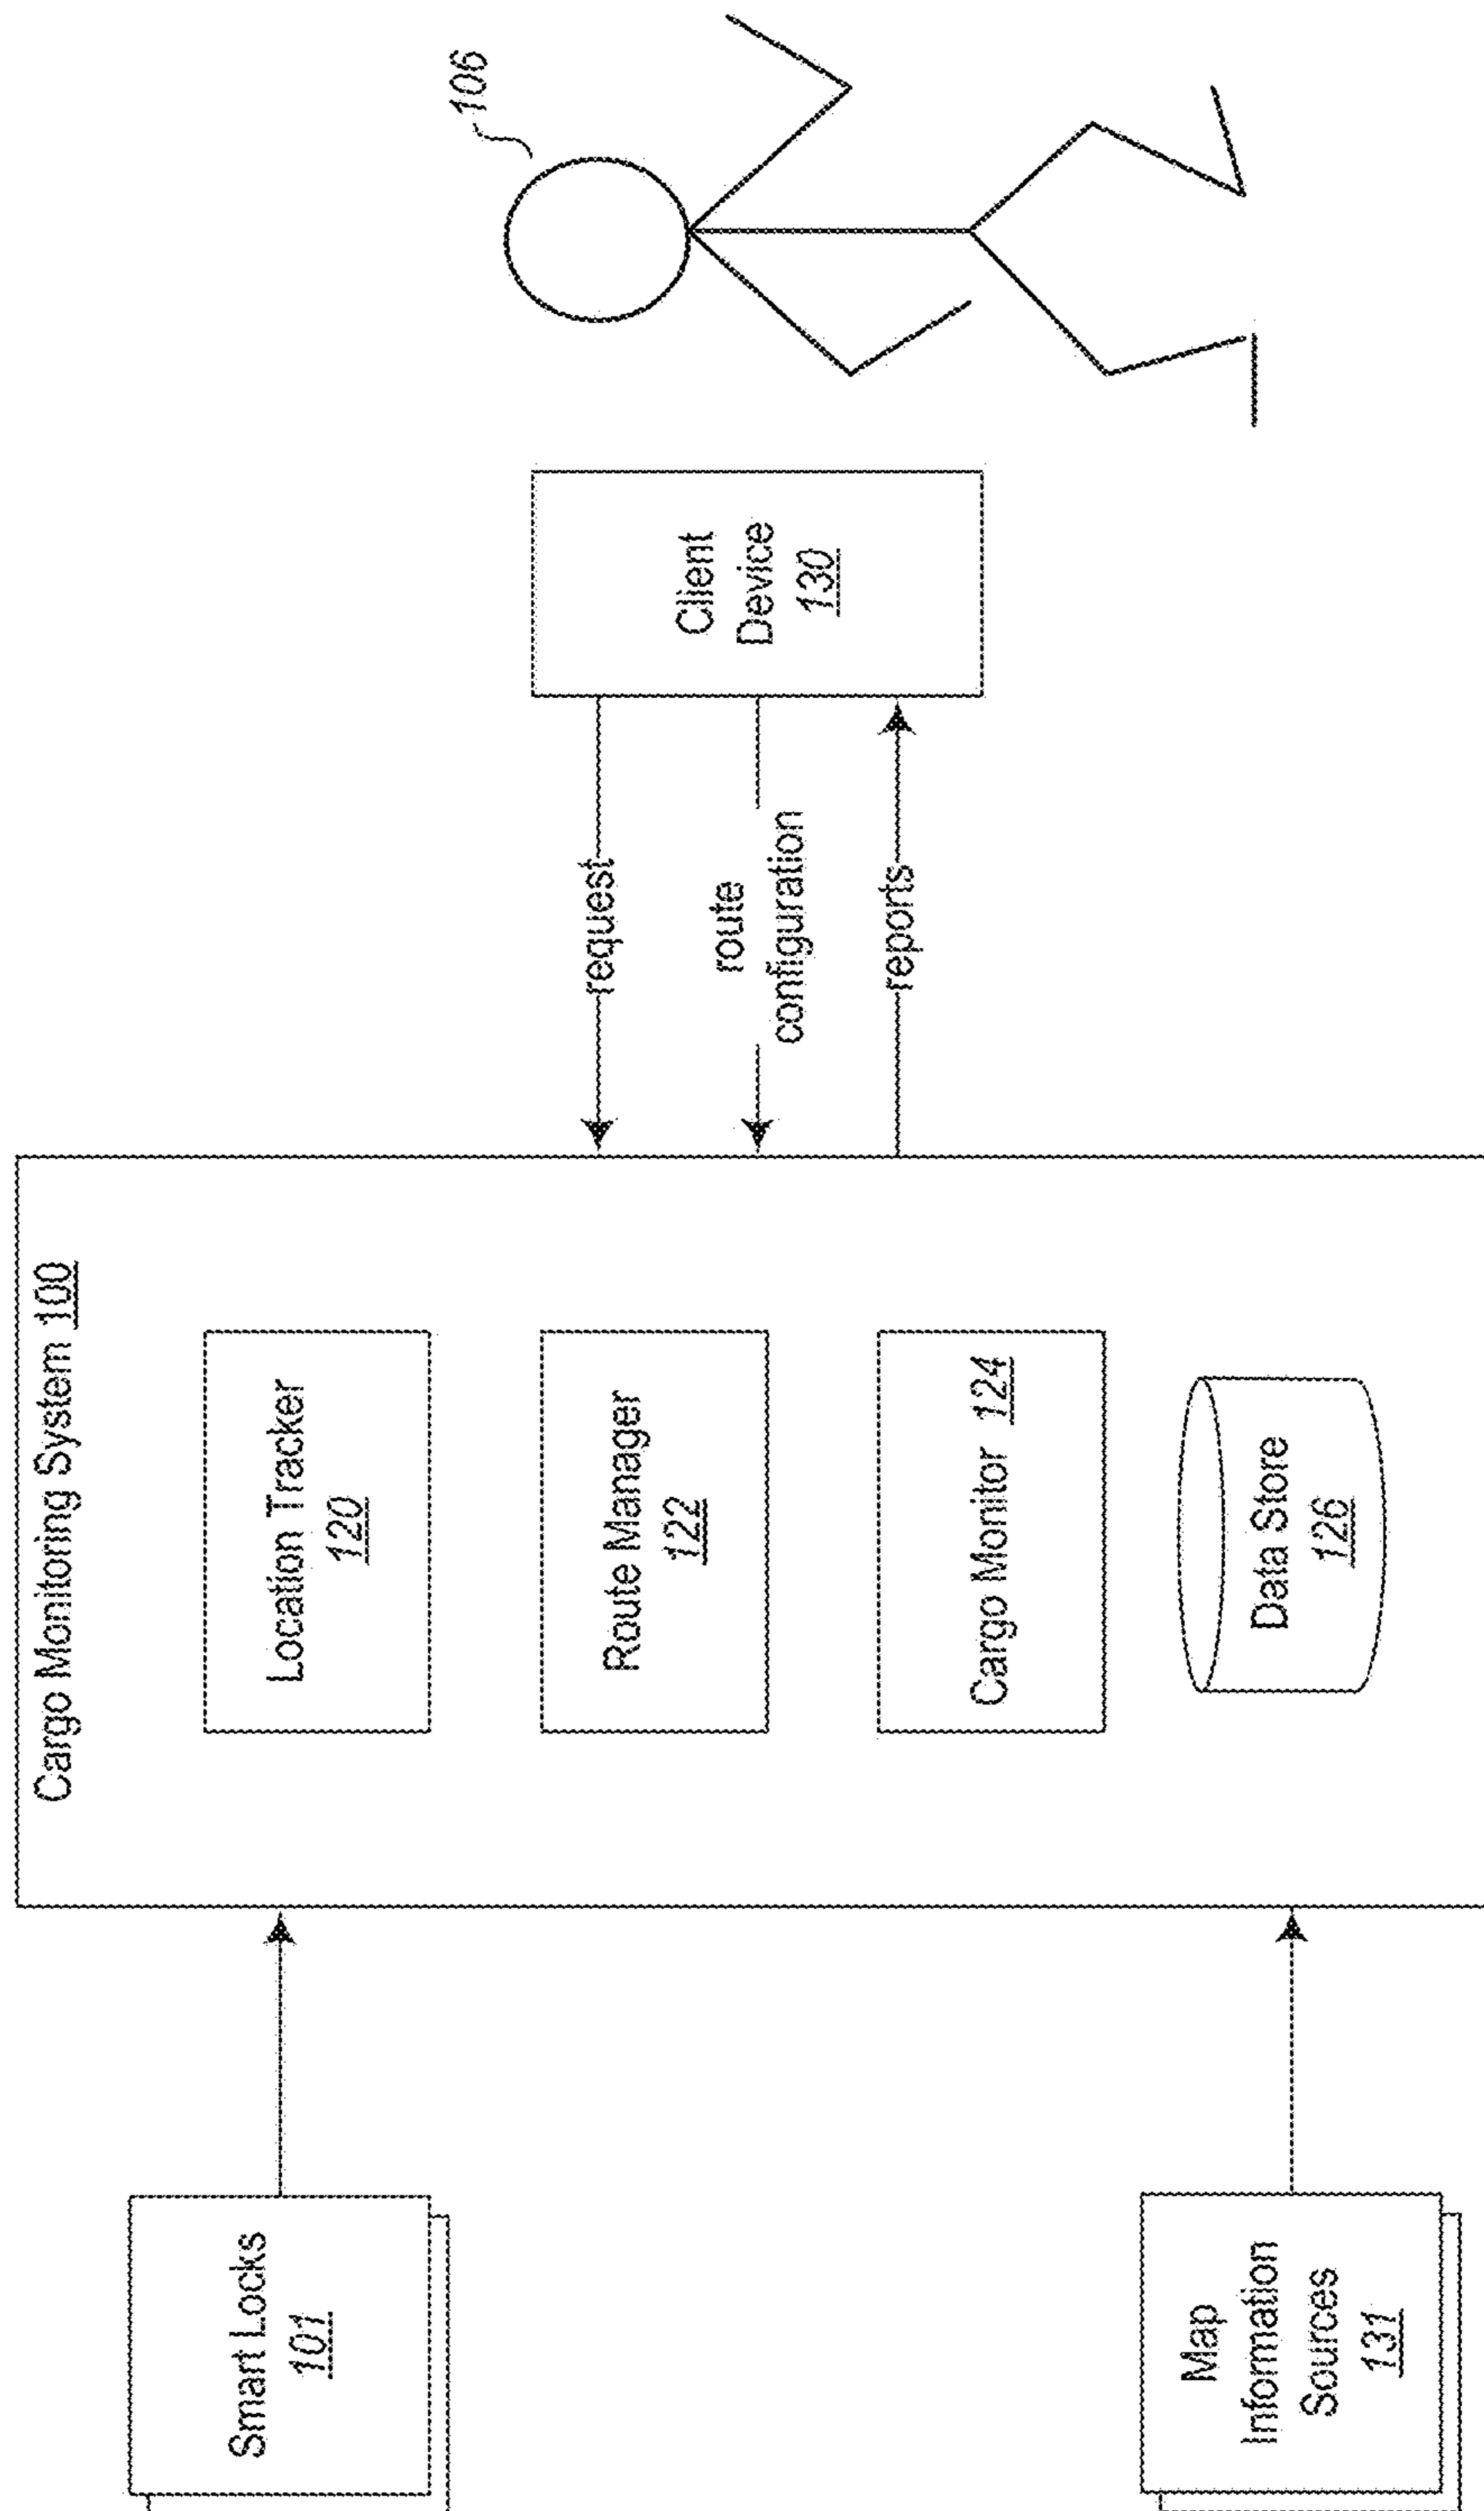 Cargo Monitoring System 100
Smart Locks
101
Map
Information
Sources
131
Location Tracker
120
Route Manager
122
Cargo Monitor 124
Data Store
126
request
route
configuration
reports
Client
Device
130
106